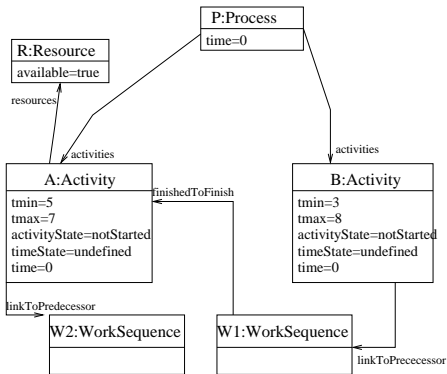 P:Process
time=0
R:Resource
available=true
resources
activities
activities
A:Activity
tmin=5
tmax=7
activityState=notStarted
timeState=undefined
time=0
finishedToFinish
B:Activity
tmin=3
tmax=8
activityState=notStarted
timeState=undefined
time=0
linkToPredecessor
W2:WorkSequence
W1:WorkSequence
linkToPrececessor